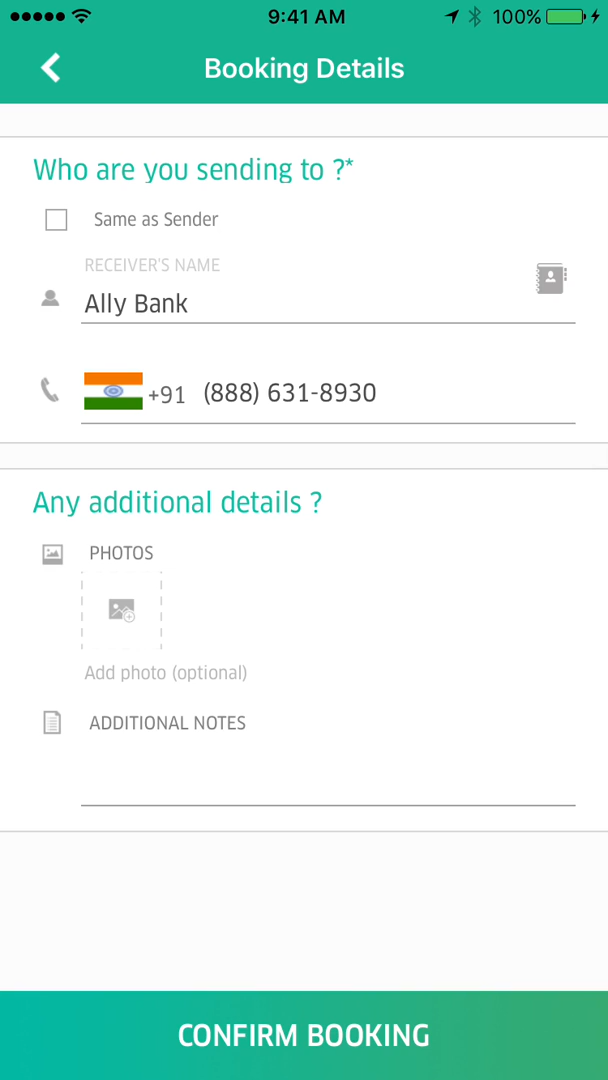 9:41 AM
100%
Booking Details
Who are you sending to ?*
Same as Sender
RECEIVER'S NAME
Ally Bank
+91 (888) 631-8930
Any additional details ?
PHOTOS
Add photo (optional)
ADDITIONAL NOTES
CONFIRM BOOKING